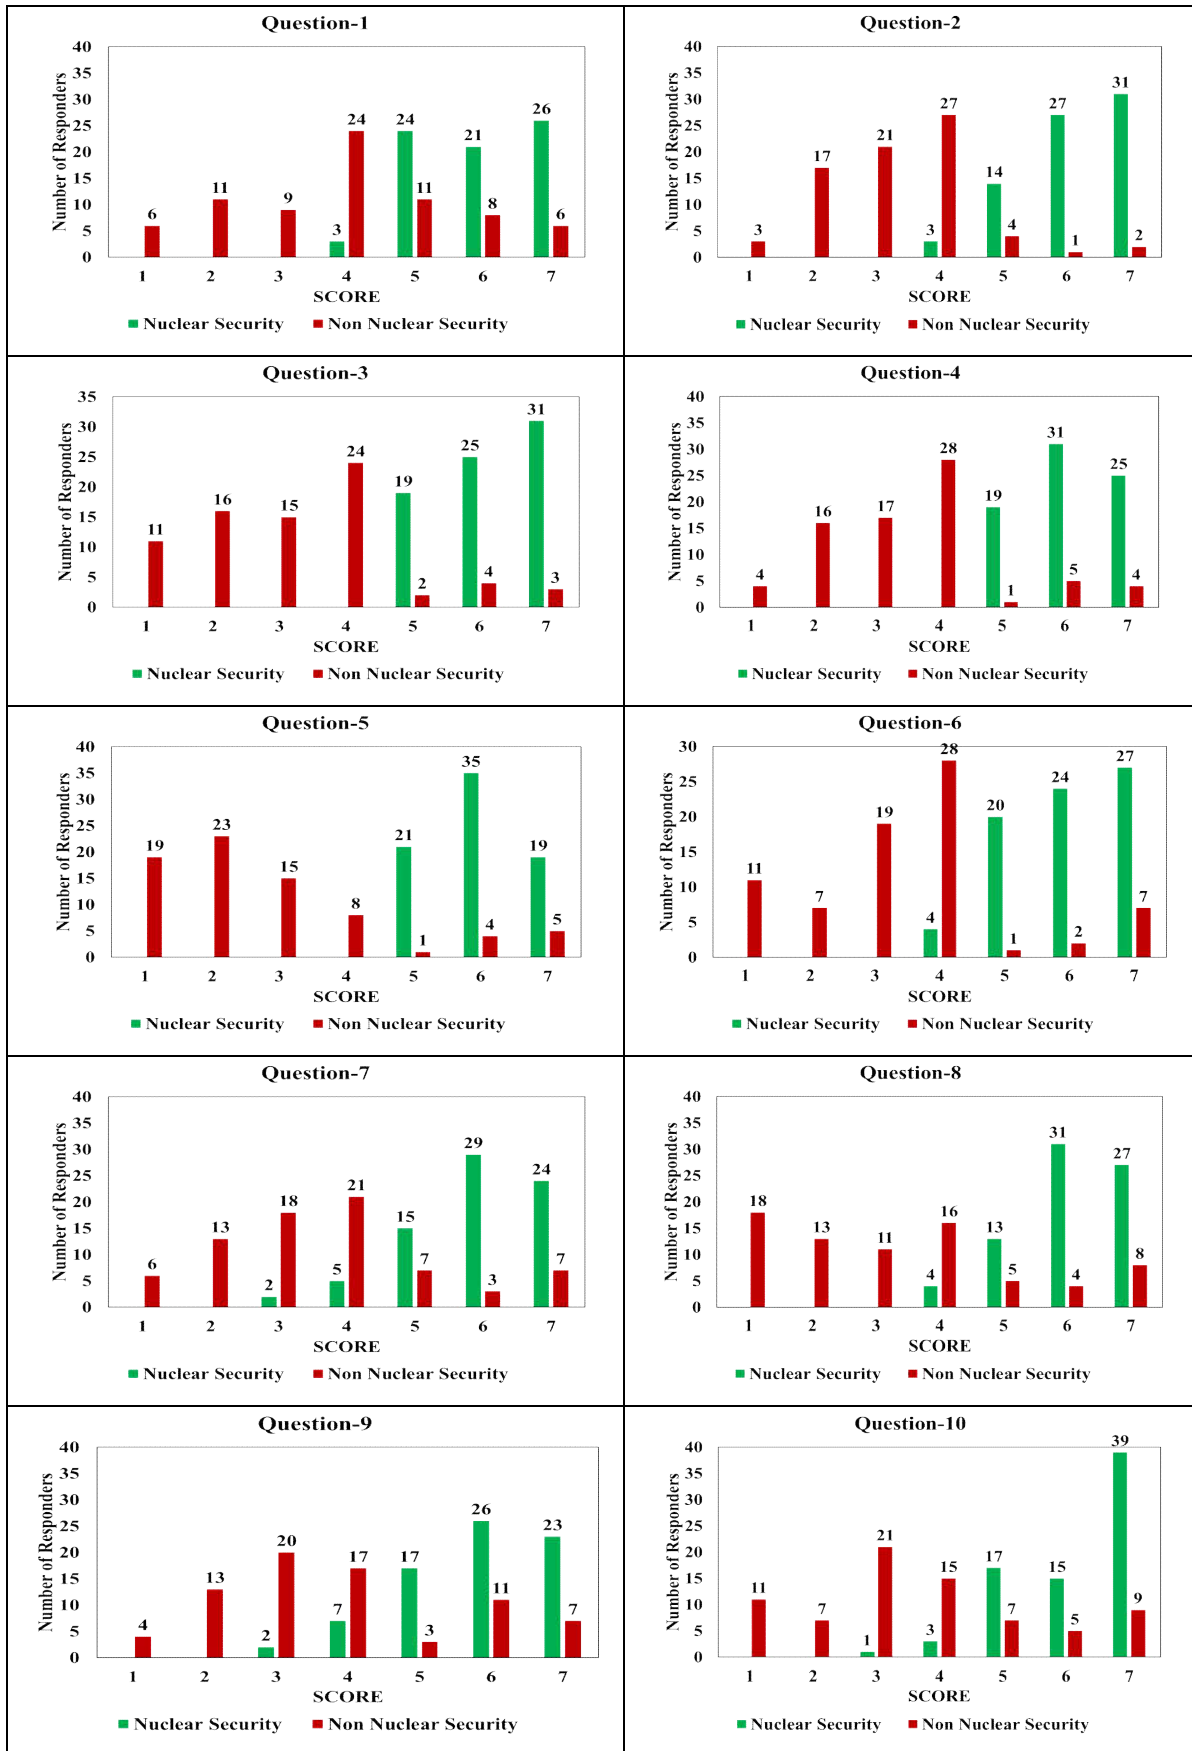 Question-1
40
35
30
25
20
15
10
5
0
Number of Responders
6 11 9 3 24 24 11 21 8 26 6
1 2 3 4 5 6 7
SCORE
Nuclear Security Non Nuclear Security
Question-2
40
35
30
25
20
15
10
5
0
Number of Responders
3 17 21 3 27 14 4 27 1 31 2
1 2 3 4 5 6 7
SCORE
Nuclear Security Non Nuclear Security
Question-3
35
30
25
20
15
10
5
0
Number of Responders
11 16 15 24 19 2 25 4 31 3
1 2 3 4 5 6 7
SCORE
Nuclear Security Non Nuclear Security
Question-4
40
35
30
25
20
15
10
5
0
Number of Responders
4 16 17 28 19 1 31 5 25 4
1 2 3 4 5 6 7
SCORE
Nuclear Security Non Nuclear Security
Question-5
40
35
30
25
20
15
10
5
0
Number of Responders
19 23 15 8 21 1 35 4 19 5
1 2 3 4 5 6 7
SCORE
Nuclear Security Non Nuclear Security
Question-6
30
25
20
15
10
5
0
Number of Responders
11 7 19 4 28 20 1 24 2 27 7
1 2 3 4 5 6 7
SCORE
Nuclear Security Non Nuclear Security
Question-7
40
35
30
25
20
15
10
5
0
Number of Responders
6 13 2 18 5 21 15 7 29 3 24 7
1 2 3 4 5 6 7
SCORE
Nuclear Security Non Nuclear Security
Question-8
40
35
30
25
20
15
10
5
0
Number of Responders
18 13 11 4 16 13 5 31 4 27 8
1 2 3 4 5 6 7
SCORE
Nuclear Security Non Nuclear Security
Question-9
40
35
30
25
20
15
10
5
0
Number of Responders
4 13 2 20 7 17 17 3 26 11 23 7
1 2 3 4 5 6 7
SCORE
Nuclear Security Non Nuclear Security
Question-10
40
35
30
25
20
15
10
5
0
Number of Responders
11 7 1 21 3 15 17 7 15 5 39 9
1 2 3 4 5 6 7
SCORE
Nuclear Security Non Nuclear Security